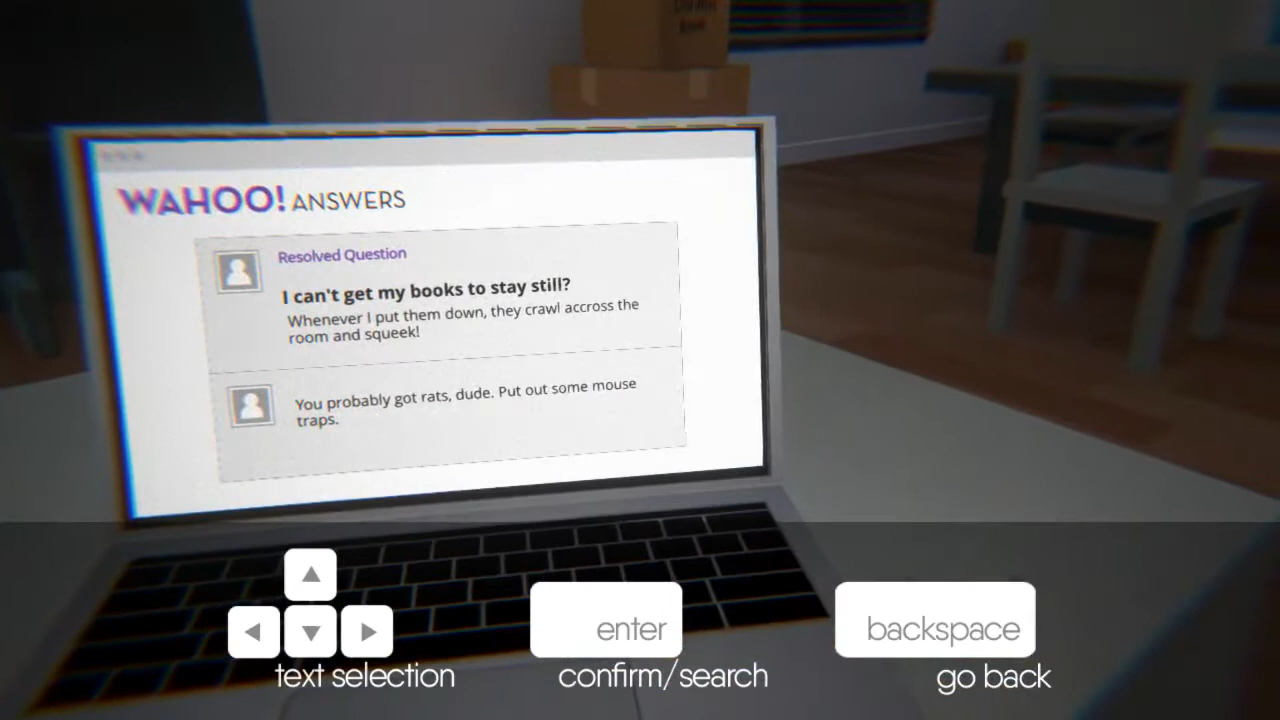 WAHOO! ANSWERS
Resolved Question
I can't get my books to stay still?
Whenever I put them down, they crawl accross the
room and squeek!
You probably got rats, dude. Put out some mouse
traps.
enter
backspace
text selection
confirm/search
go back